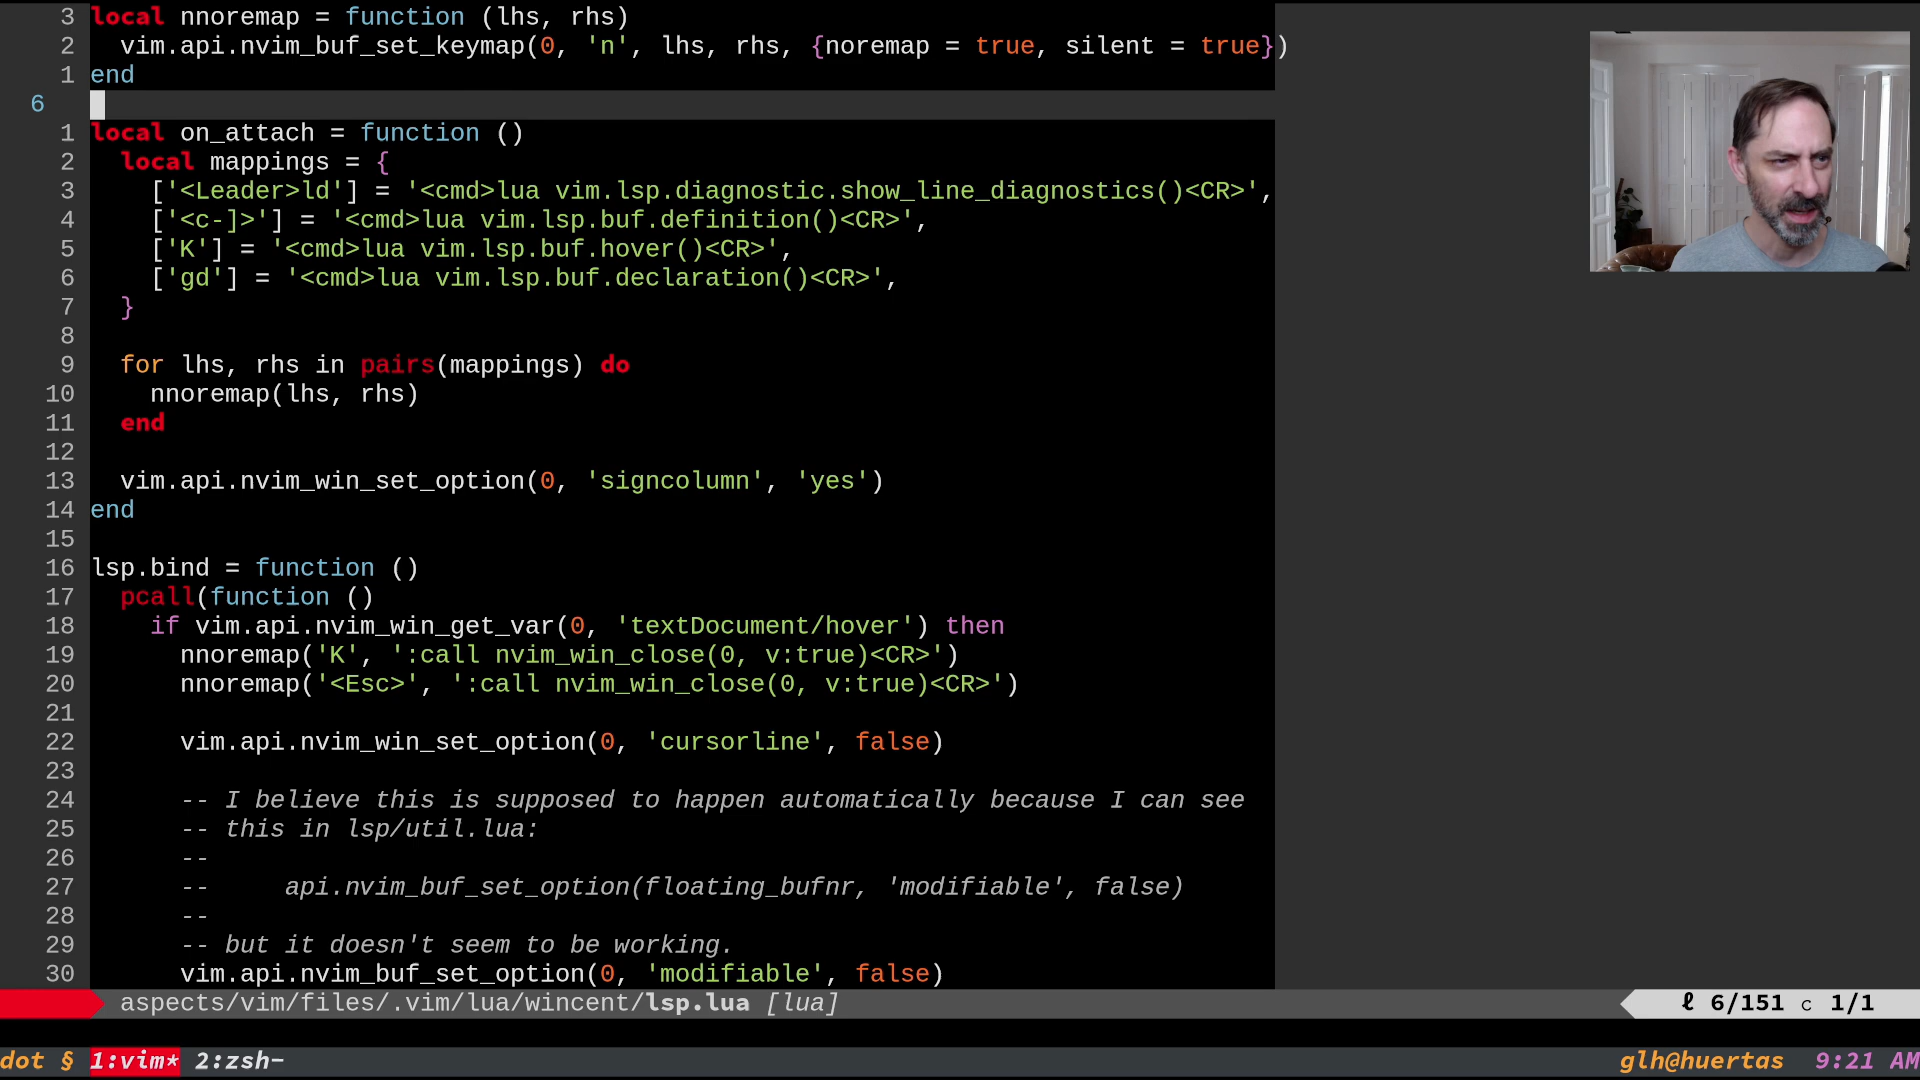 3 local nnoremap = function (lhs, rhs)
2   vim.api.nvim_buf_set_keymap(0, 'n', lhs, rhs, {noremap = true, silent = true})
1 end
6
1 local on_attach = function ()
2   local mappings = {
3     ['<Leader>ld'] = '<cmd>lua vim.lsp.diagnostic.show_line_diagnostics()<CR>',
4     ['<c-]>'] = '<cmd>lua vim.lsp.buf.definition()<CR>',
5     ['K'] = '<cmd>lua vim.lsp.buf.hover()<CR>',
6     ['gd'] = '<cmd>lua vim.lsp.buf.declaration()<CR>',
7   }
8
9   for lhs, rhs in pairs(mappings) do
10     nnoremap(lhs, rhs)
11   end
12
13   vim.api.nvim_win_set_option(0, 'signcolumn', 'yes')
14 end
15
16 lsp.bind = function ()
17   pcall(function ()
18     if vim.api.nvim_win_get_var(0, 'textDocument/hover') then
19       nnoremap('K', ':call nvim_win_close(0, v:true)<CR>')
20       nnoremap('<Esc>', ':call nvim_win_close(0, v:true)<CR>')
21
22       vim.api.nvim_win_set_option(0, 'cursorline', false)
23
24       -- I believe this is supposed to happen automatically because I can see
25       -- this in lsp/util.lua:
26       --
27       --     api.nvim_buf_set_option(floating_bufnr, 'modifiable', false)
28       --
29       -- but it doesn't seem to be working.
30       vim.api.nvim_buf_set_option(0, 'modifiable', false)
aspects/vim/files/.vim/lua/wincent/lsp.lua [lua] ℓ 6/151 c 1/1
dot § 1:vim* 2:zsh- glh@huertas 9:21 AM